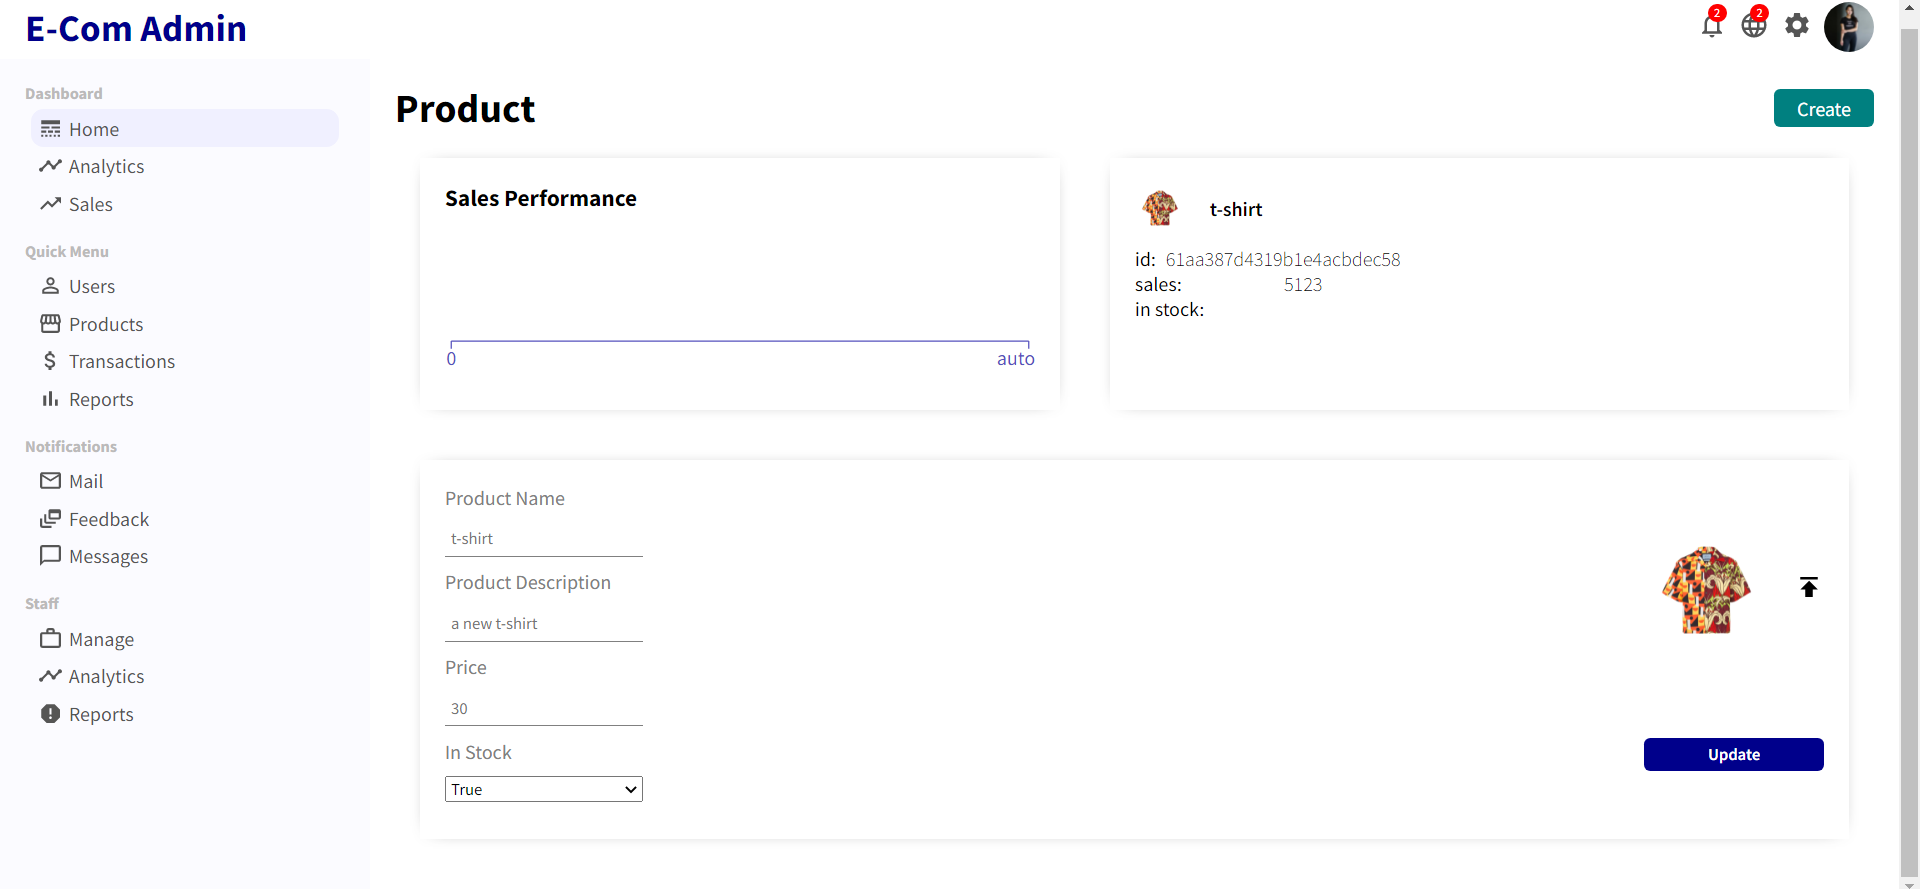 E-Com Admin
2
2
Dashboard
Home
Analytics
Sales
Quick Menu
Users
Products
Transactions
Reports
Notifications
Mail
Feedback
Messages
Staff
Manage
Analytics
Reports
Product
Create
Sales Performance
0 auto
t-shirt
id: 61aa387d4319b1e4acbdec58
sales: 5123
in stock:
Product Name
t-shirt
Product Description
a new t-shirt
Price
30
In Stock
True
Update